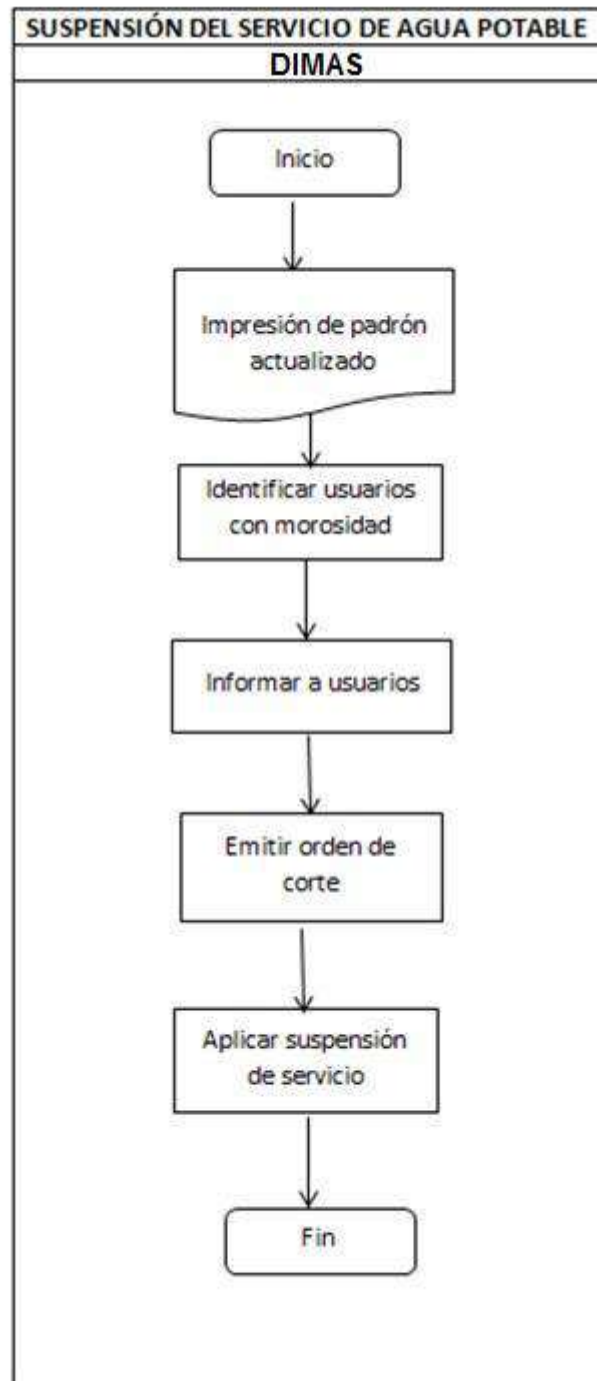 SUSPENSIÓN DEL SERVICIO DE AGUA POTABLE
DIMAS
Inicio
Impresión de padrón
actualizado
Identificar usuarios
con morosidad
Informar a usuarios
Emitir orden de
corte
Aplicar suspensión
de servicio
Fin